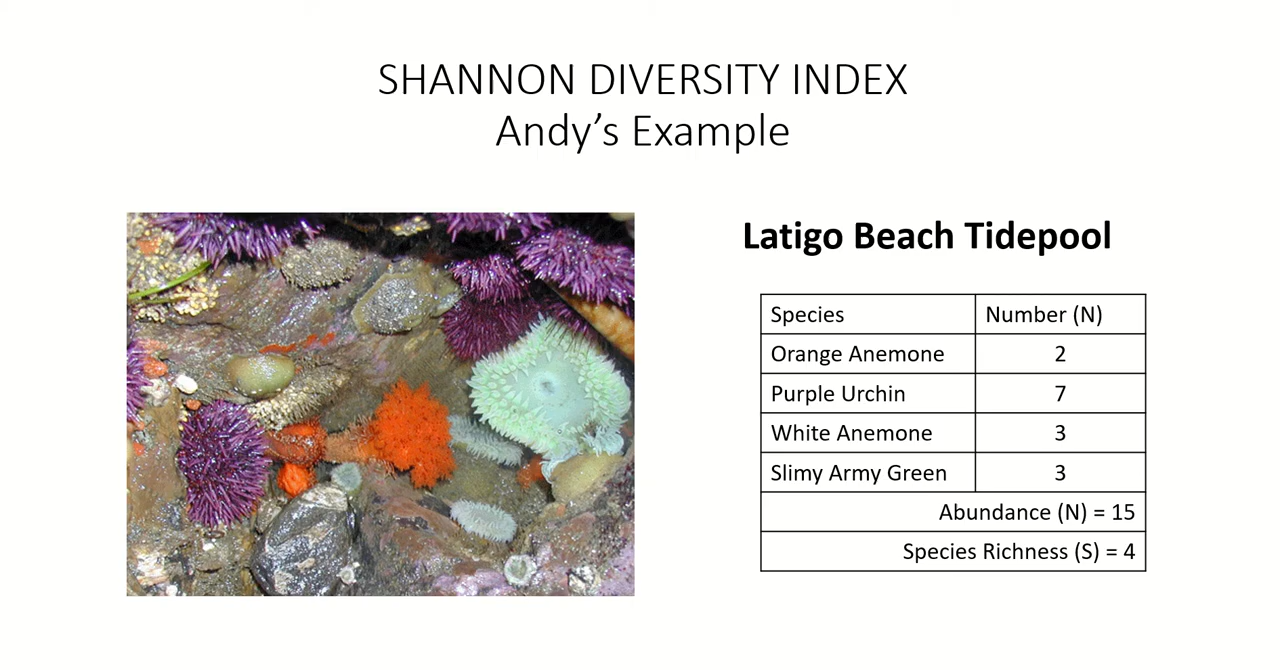 SHANNON DIVERSITY INDEX
Andy’s Example
Latigo Beach Tidepool
Species Number (N)
Orange Anemone 2
Purple Urchin 7
White Anemone 3
Slimy Army Green 3
Abundance (N) = 15
Species Richness (S) = 4